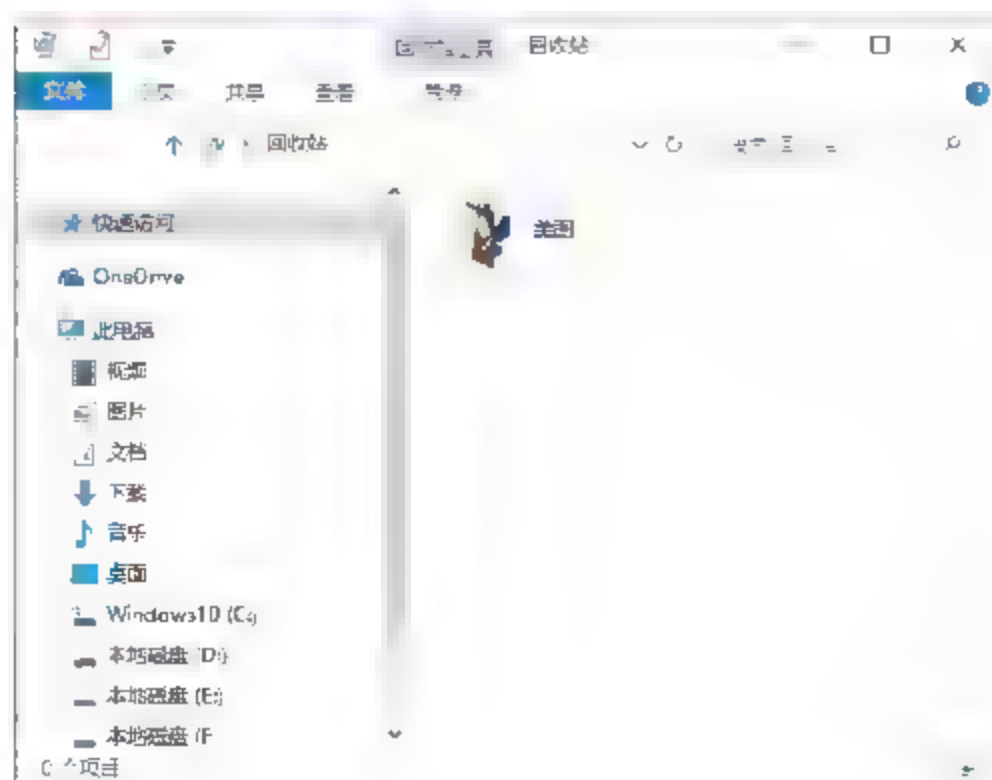 回收站
文件 共享 查看
回收站
快速访问
美图
OneDrive
此电脑
视频
图片
文档
下载
音乐
桌面
Windows10 (C:)
本地磁盘 (D:)
本地磁盘 (E:)
本地磁盘 (F
个项目